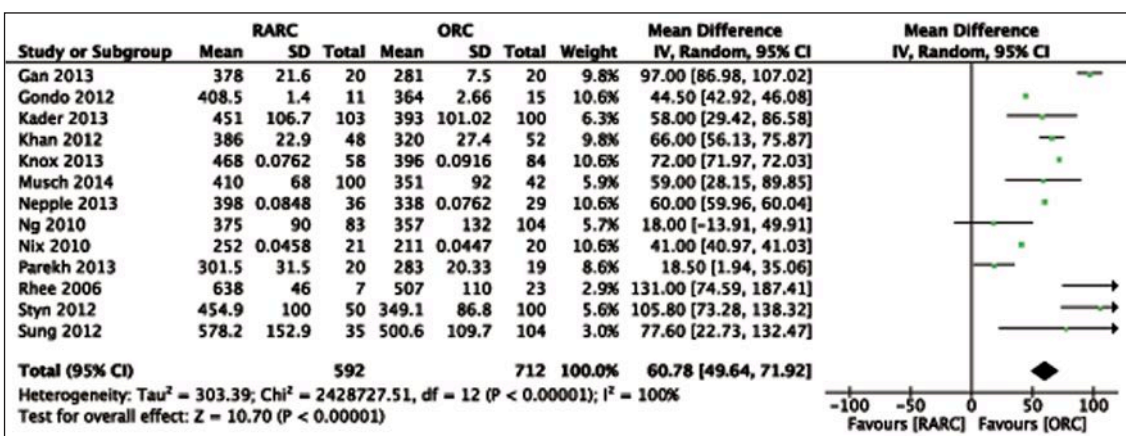 RARC ORC Mean Difference Mean Difference
Study or Subgroup Mean SD Total Mean SD Total Weight IV, Random, 95% CI IV, Random, 95% CI
Gan 2013 378 21.6 20 281 7.5 20 9.8% 97.00 [86.98, 107.02]
Gondo 2012 408.5 1.4 11 364 2.66 15 10.6% 44.50 [42.92, 46.08]
Kader 2013 451 106.7 103 393 101.02 100 6.3% 58.00 [29.42, 86.58]
Khan 2012 386 22.9 48 320 27.4 52 9.8% 66.00 [56.13, 75.87]
Knox 2013 468 0.0762 58 396 0.0916 84 10.6% 72.00 [71.97, 72.03]
Musch 2014 410 68 100 351 92 42 5.9% 59.00 [28.15, 89.85]
Nepple 2013 398 0.0848 36 338 0.0762 29 10.6% 60.00 [59.96, 60.04]
Ng 2010 375 90 83 357 132 104 5.7% 18.00 [-13.91, 49.91]
Nix 2010 252 0.0458 21 211 0.0447 20 10.6% 41.00 [40.97, 41.03]
Parekh 2013 301.5 31.5 20 283 20.33 19 8.6% 18.50 [1.94, 35.06]
Rhee 2006 638 46 7 507 110 23 2.9% 131.00 [74.59, 187.41]
Styn 2012 454.9 100 50 349.1 86.8 100 5.6% 105.80 [73.28, 138.32]
Sung 2012 578.2 152.9 35 500.6 109.7 104 3.0% 77.60 [22.73, 132.47]
Total (95% CI) 592 712 100.0% 60.78 [49.64, 71.92]
Heterogeneity: Tau² = 303.39; Chi² = 2428727.51, df = 12 (P < 0.00001); I² = 100%
Test for overall effect: Z = 10.70 (P < 0.00001)
-100 -50 0 50 100
Favours [RARC] Favours [ORC]